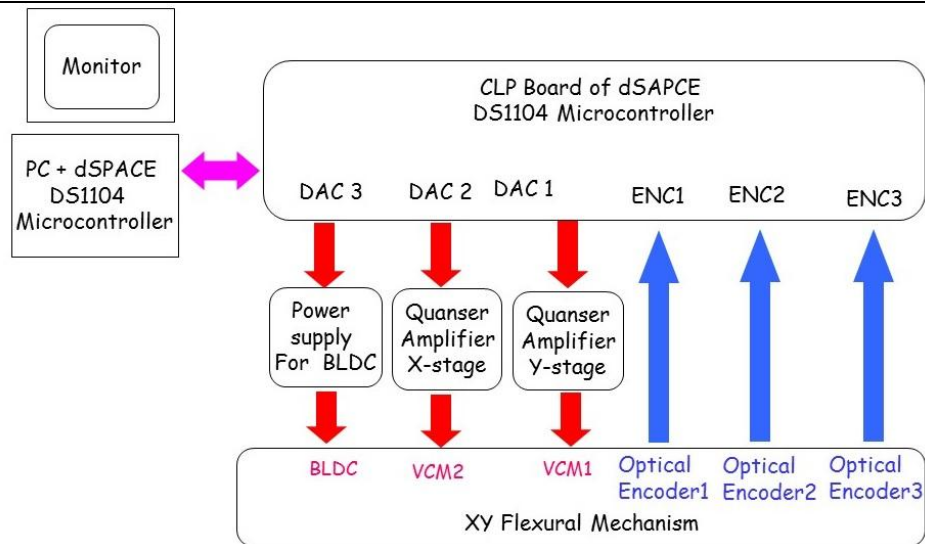 Monitor
PC + dSPACE
DS1104
Microcontroller
CLP Board of dSAPCE
DS1104 Microcontroller
DAC 3
DAC 2
DAC 1
ENC1
ENC2
ENC3
Power
supply
For BLDC
Quanser
Amplifier
X-stage
Quanser
Amplifier
Y-stage
BLDC
VCM2
VCM1
Optical
Encoder1
Optical
Encoder2
Optical
Encoder3
XY Flexural Mechanism